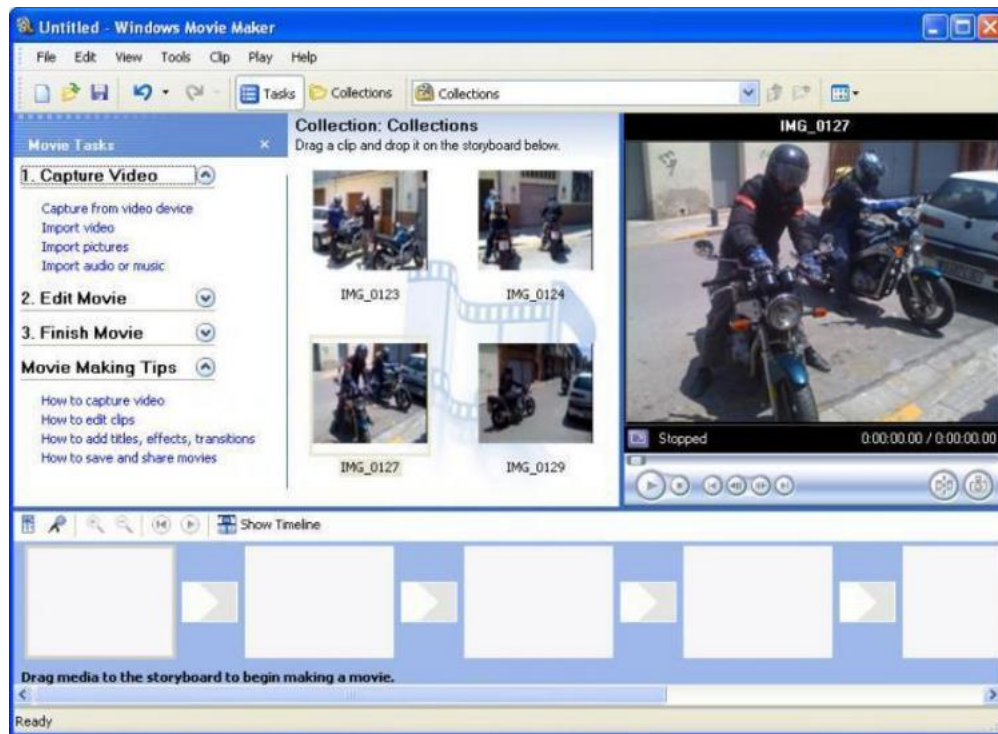 Untitled - Windows Movie Maker
File Edit View Tools Clip Play Help
Tasks Collections Collections
Movie Tasks
1. Capture Video
Capture from video device
Import video
Import pictures
Import audio or music
2. Edit Movie
3. Finish Movie
Movie Making Tips
How to capture video
How to edit clips
How to add titles, effects, transitions
How to save and share movies
Collection: Collections
Drag a clip and drop it on the storyboard below.
IMG_0123 IMG_0124
IMG_0127 IMG_0129
IMG_0127
Stopped 0:00:00.00 / 0:00:00.00
Show Timeline
Drag media to the storyboard to begin making a movie.
Ready